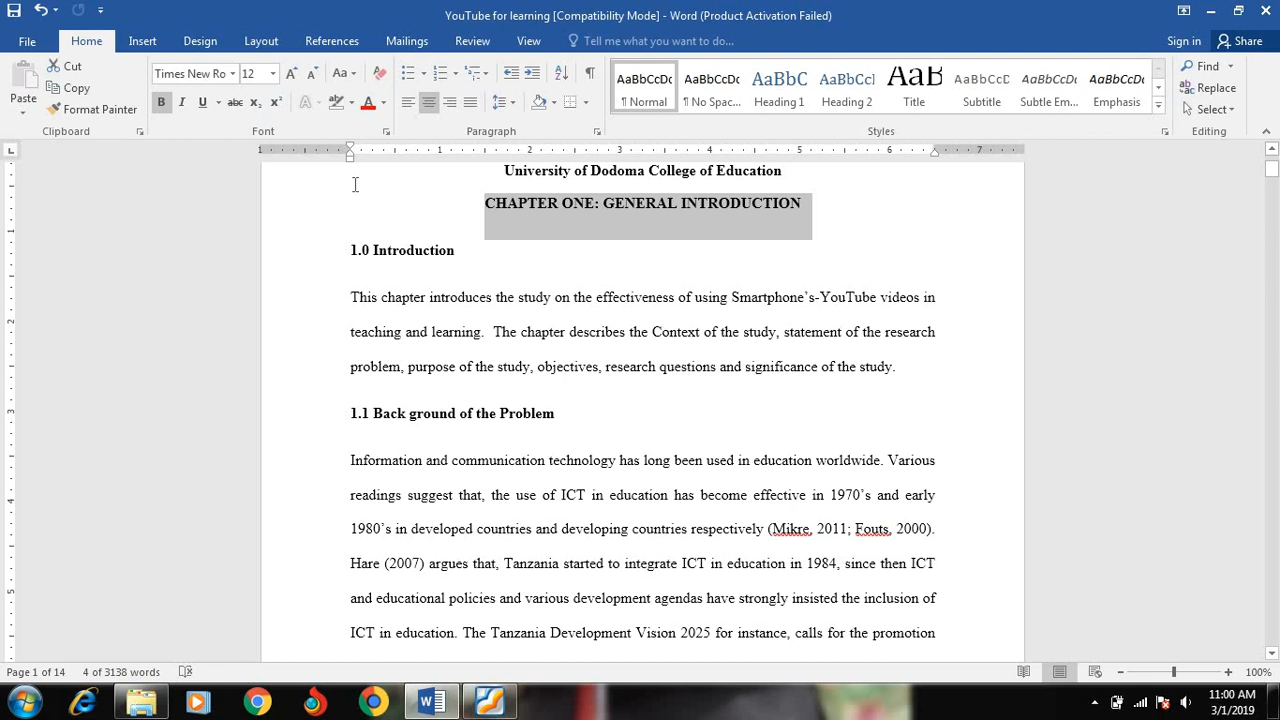 YouTube for learning [Compatibility Mode] - Word (Product Activation Failed)
File Home Insert Design Layout References Mailings Review View Tell me what you want to do... Sign in Share
Paste Cut Copy Format Painter
Clipboard
Times New Ro 12
Font
Paragraph
AaBbCcDc AaBbCcDc AaBbC AaBbCcl AaB AaBbCcD AaBbCcDc AaBbCcDc
¶ Normal ¶ No Spac... Heading 1 Heading 2 Title Subtitle Subtle Em... Emphasis
Styles
Find
Replace
Select
Editing
1 1 2 3 4 5 6 7
University of Dodoma College of Education
CHAPTER ONE: GENERAL INTRODUCTION
1.0 Introduction
This chapter introduces the study on the effectiveness of using Smartphone’s-YouTube videos in
teaching and learning.  The chapter describes the Context of the study, statement of the research
problem, purpose of the study, objectives, research questions and significance of the study.
1.1 Back ground of the Problem
Information and communication technology has long been used in education worldwide. Various
readings suggest that, the use of ICT in education has become effective in 1970’s and early
1980’s in developed countries and developing countries respectively (Mikre, 2011; Fouts, 2000).
Hare (2007) argues that, Tanzania started to integrate ICT in education in 1984, since then ICT
and educational policies and various development agendas have strongly insisted the inclusion of
ICT in education. The Tanzania Development Vision 2025 for instance, calls for the promotion
Page 1 of 14 4 of 3138 words 100%
11:00 AM
3/1/2019